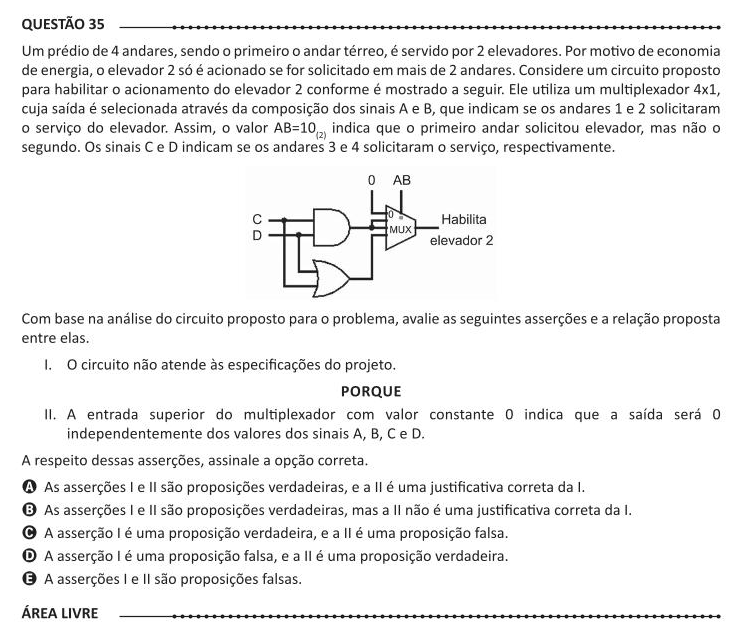 QUESTÃO 35
Um prédio de 4 andares, sendo o primeiro o andar térreo, é servido por 2 elevadores. Por motivo de economia
de energia, o elevador 2 só é acionado se for solicitado em mais de 2 andares. Considere um circuito proposto
para habilitar o acionamento do elevador 2 conforme é mostrado a seguir. Ele utiliza um multiplexador 4x1,
cuja saída é selecionada através da composição dos sinais A e B, que indicam se os andares 1 e 2 solicitaram
o serviço do elevador. Assim, o valor AB=10(2) indica que o primeiro andar solicitou elevador, mas não o
segundo. Os sinais C e D indicam se os andares 3 e 4 solicitaram o serviço, respectivamente.
0 AB
C
D
0
MUX
Habilita
elevador 2
Com base na análise do circuito proposto para o problema, avalie as seguintes asserções e a relação proposta
entre elas.
I. O circuito não atende às especificações do projeto.
PORQUE
II. A entrada superior do multiplexador com valor constante 0 indica que a saída será 0
independentemente dos valores dos sinais A, B, C e D.
A respeito dessas asserções, assinale a opção correta.
A As asserções I e II são proposições verdadeiras, e a II é uma justificativa correta da I.
B As asserções I e II são proposições verdadeiras, mas a II não é uma justificativa correta da I.
C A asserção I é uma proposição verdadeira, e a II é uma proposição falsa.
D A asserção I é uma proposição falsa, e a II é uma proposição verdadeira.
E A asserções I e II são proposições falsas.
ÁREA LIVRE